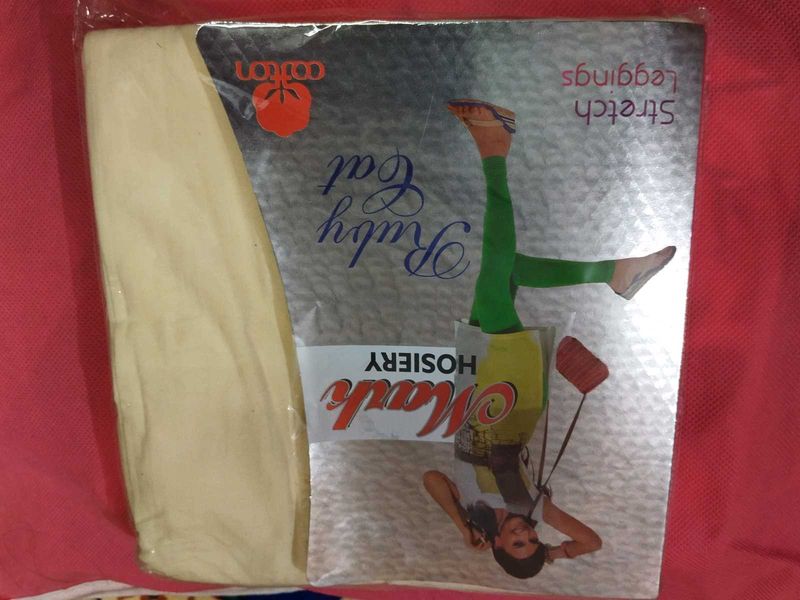 Mark
HOSIERY
Ruby
Cat
Stretch
Leggings
cotton